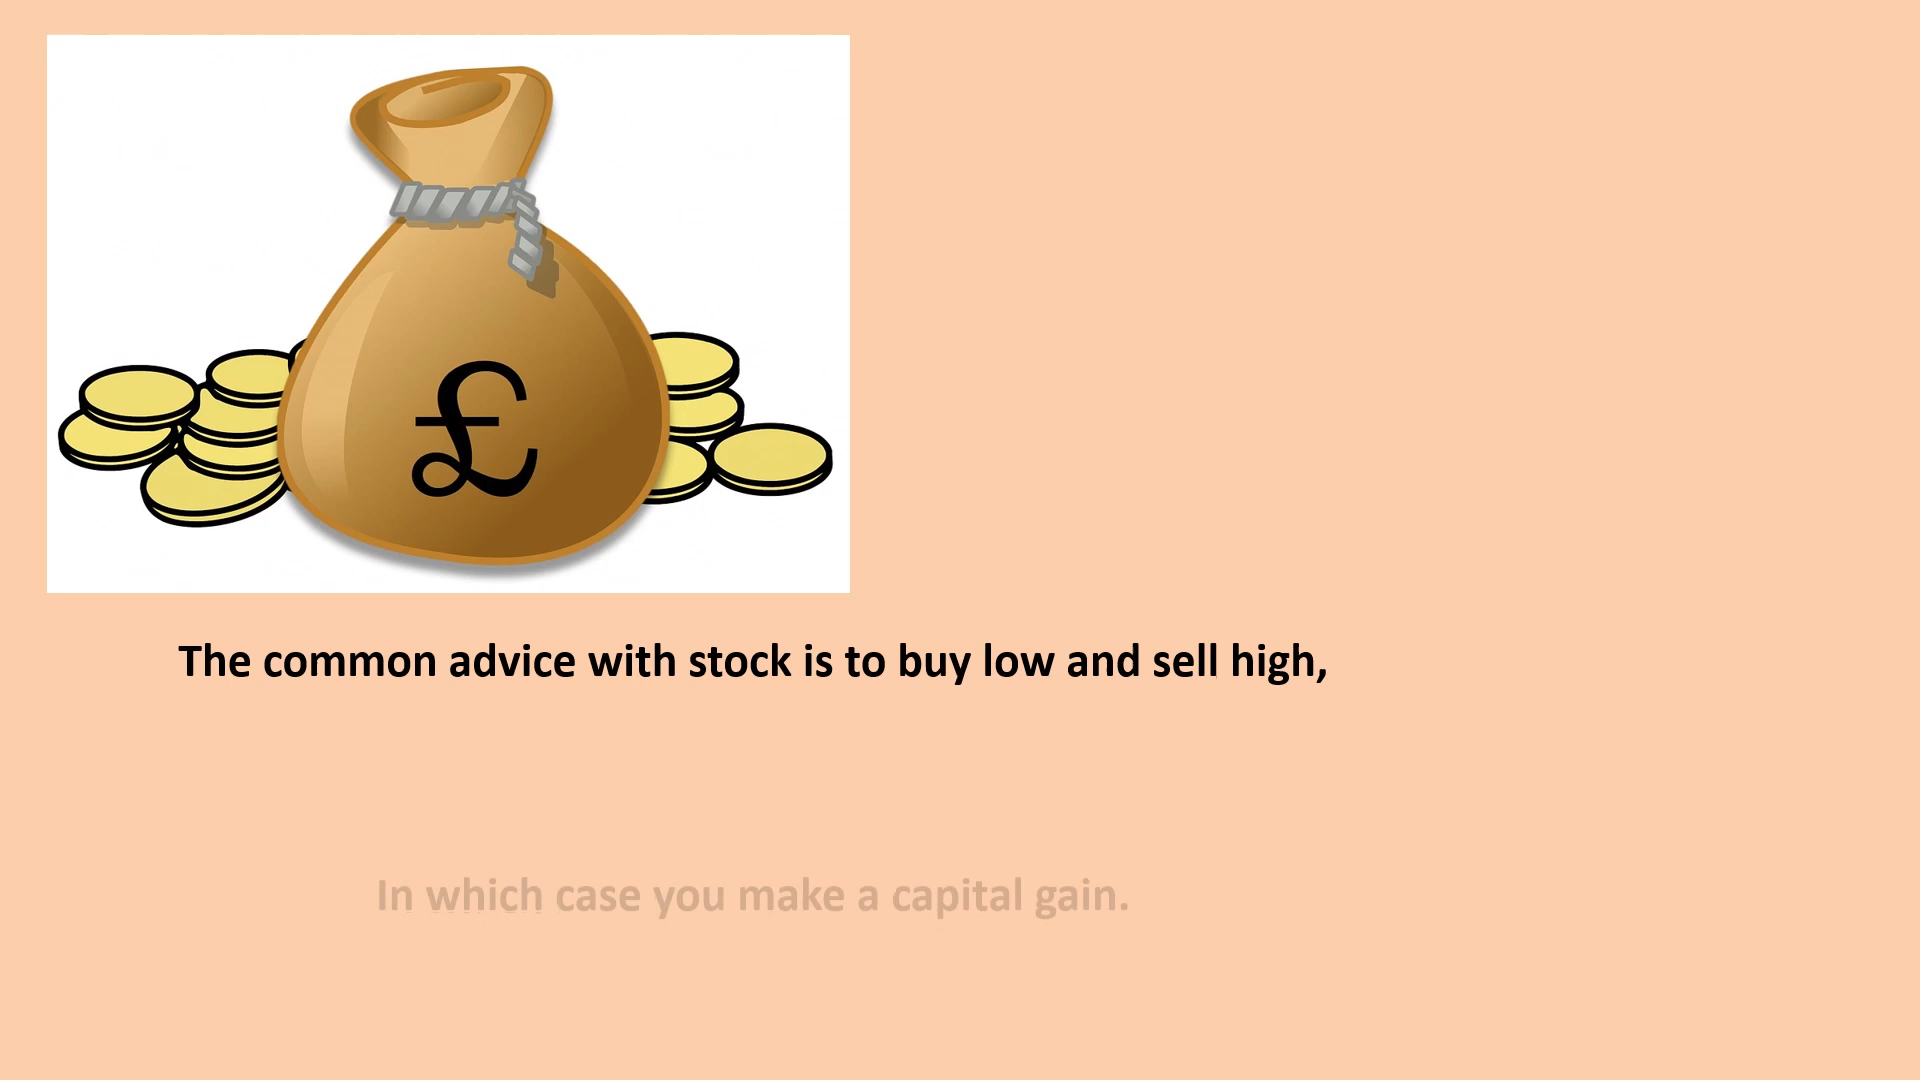 £
The common advice with stock is to buy low and sell high,
In which case you make a capital gain.